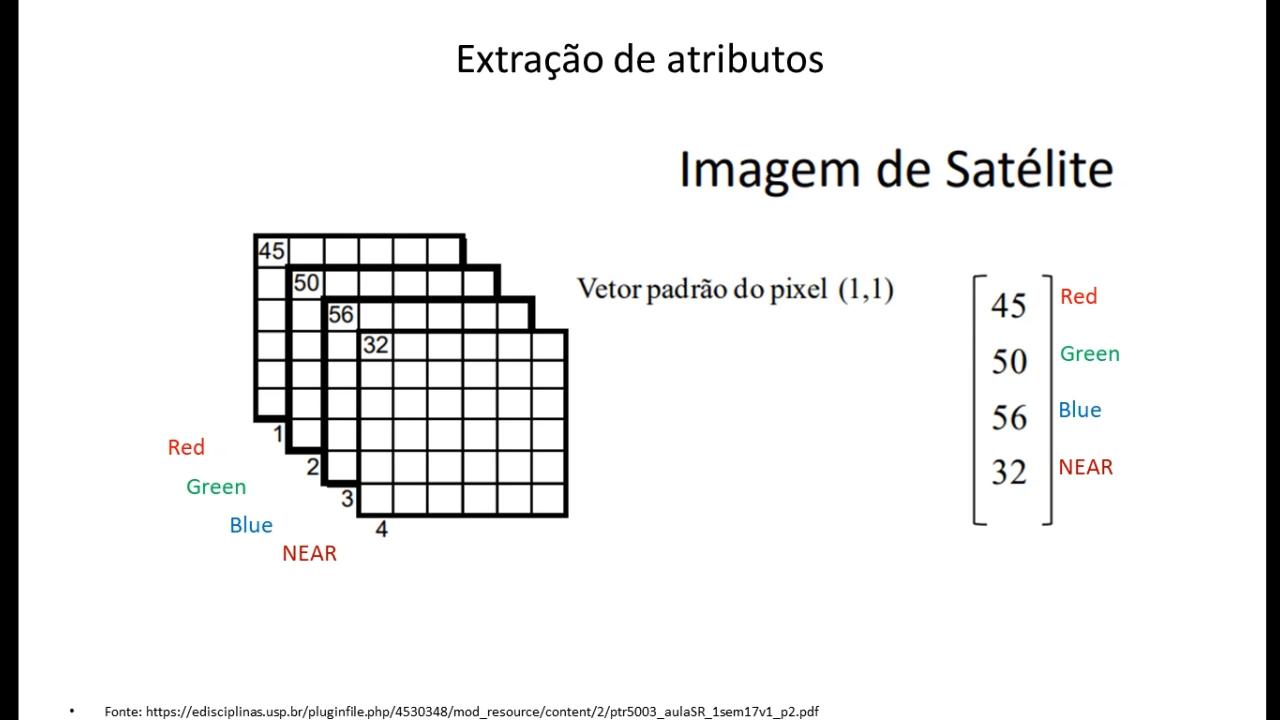 Extração de atributos
Imagem de Satélite
45
50
56
32
1
2
3
4
Red
Green
Blue
NEAR
Vetor padrão do pixel (1,1)
45 Red
50 Green
56 Blue
32 NEAR
• Fonte: https://edisciplinas.usp.br/pluginfile.php/4530348/mod_resource/content/2/ptr5003_aulaSR_1sem17v1_p2.pdf